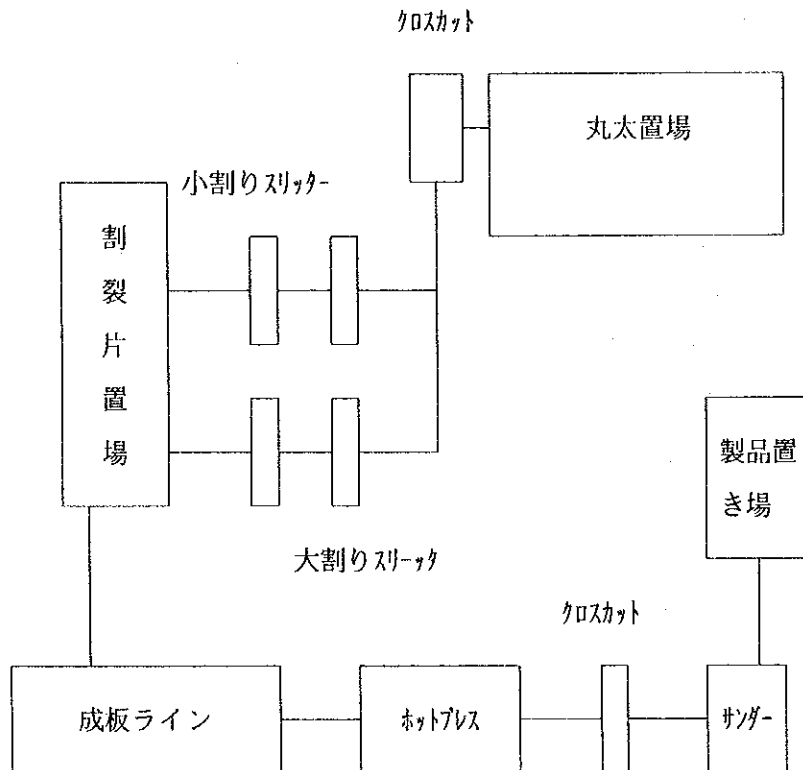 クロスカット
丸太置場
小割りスリッター
割裂片置場
製品置
き場
大割りスリーック
クロスカット
成板ライン
ホットプレス
サンダー